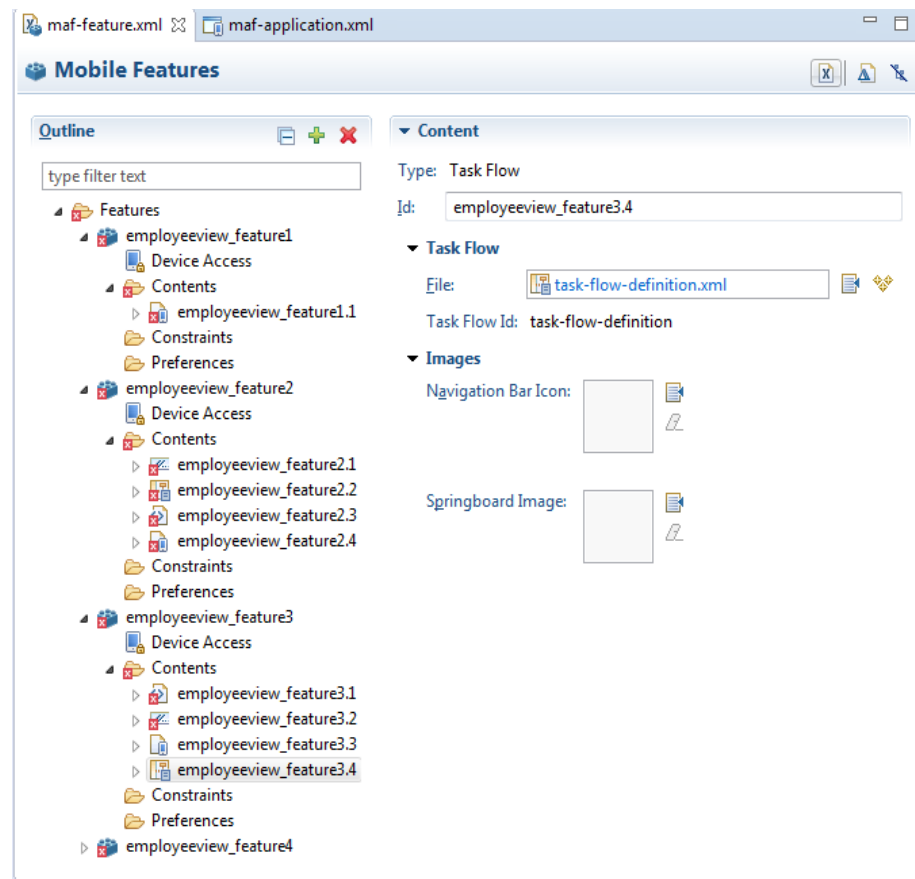 maf-feature.xml
maf-application.xml
Mobile Features
Outline
type filter text
Features
employeeview_feature1
Device Access
Contents
employeeview_feature1.1
Constraints
Preferences
employeeview_feature2
Device Access
Contents
employeeview_feature2.1
employeeview_feature2.2
employeeview_feature2.3
employeeview_feature2.4
Constraints
Preferences
employeeview_feature3
Device Access
Contents
employeeview_feature3.1
employeeview_feature3.2
employeeview_feature3.3
employeeview_feature3.4
Constraints
Preferences
employeeview_feature4
Content
Type: Task Flow
Id: employeeview_feature3.4
Task Flow
File: task-flow-definition.xml
Task Flow Id: task-flow-definition
Images
Navigation Bar Icon:
Springboard Image: